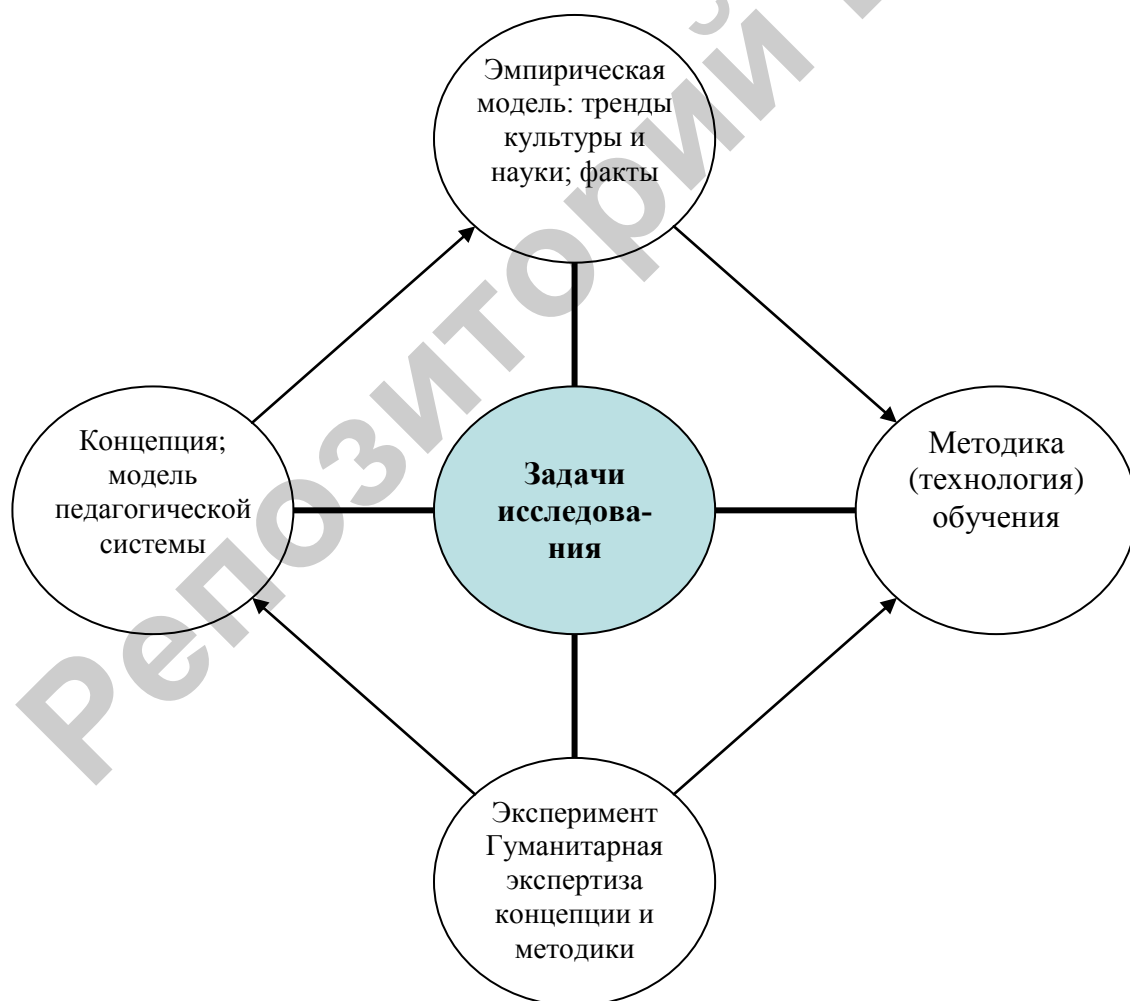 Эмпирическая
модель: тренды
культуры и
науки; факты
Концепция;
модель
педагогической
системы
Задачи
исследова-
ния
Методика
(технология)
обучения
Эксперимент
Гуманитарная
экспертиза
концепции и
методики
Репозиторий